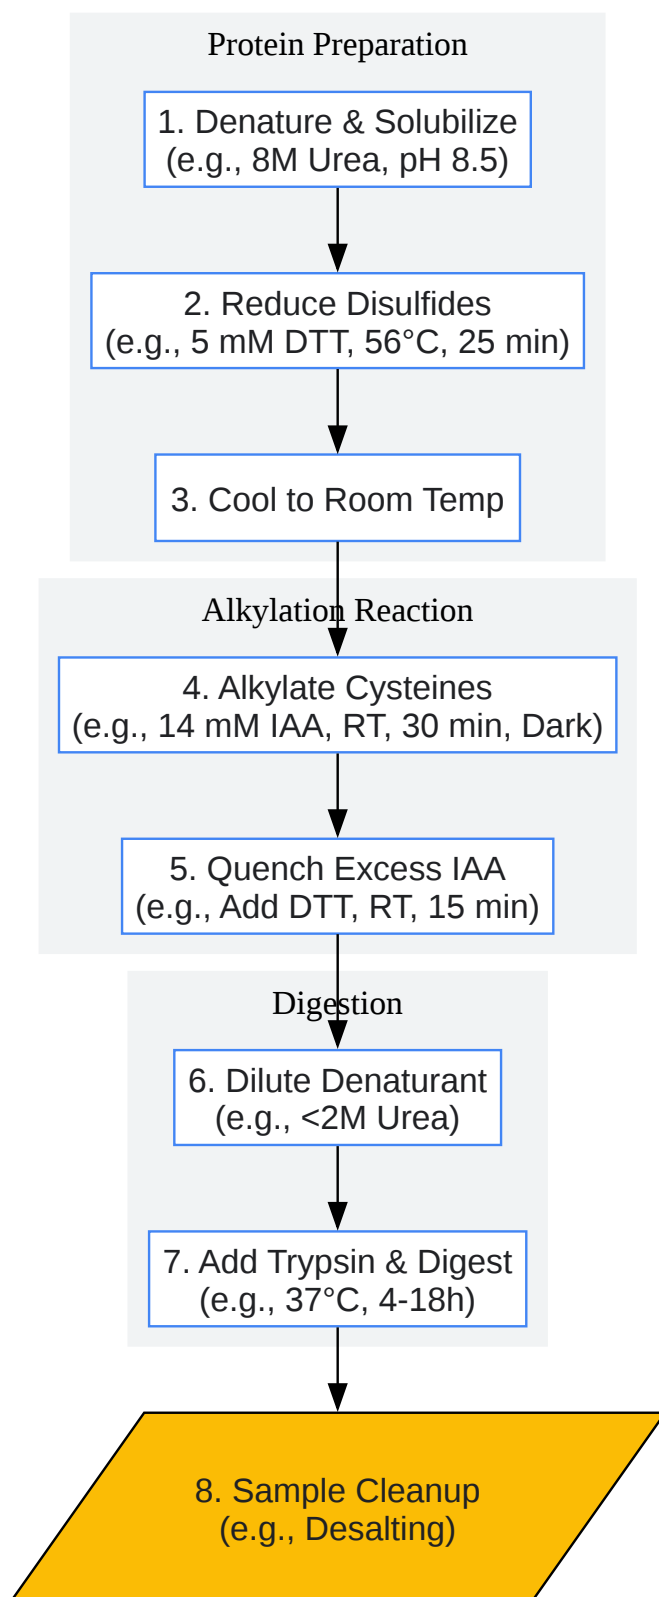 Protein Preparation
1. Denature & Solubilize
(e.g., 8M Urea, pH 8.5)
2. Reduce Disulfides
(e.g., 5 mM DTT, 56°C, 25 min)
3. Cool to Room Temp
Alkylation Reaction
4. Alkylate Cysteines
(e.g., 14 mM IAA, RT, 30 min, Dark)
5. Quench Excess IAA
(e.g., Add DTT, RT, 15 min)
Digestion
6. Dilute Denaturant
(e.g., <2M Urea)
7. Add Trypsin & Digest
(e.g., 37°C, 4-18h)
8. Sample Cleanup
(e.g., Desalting)